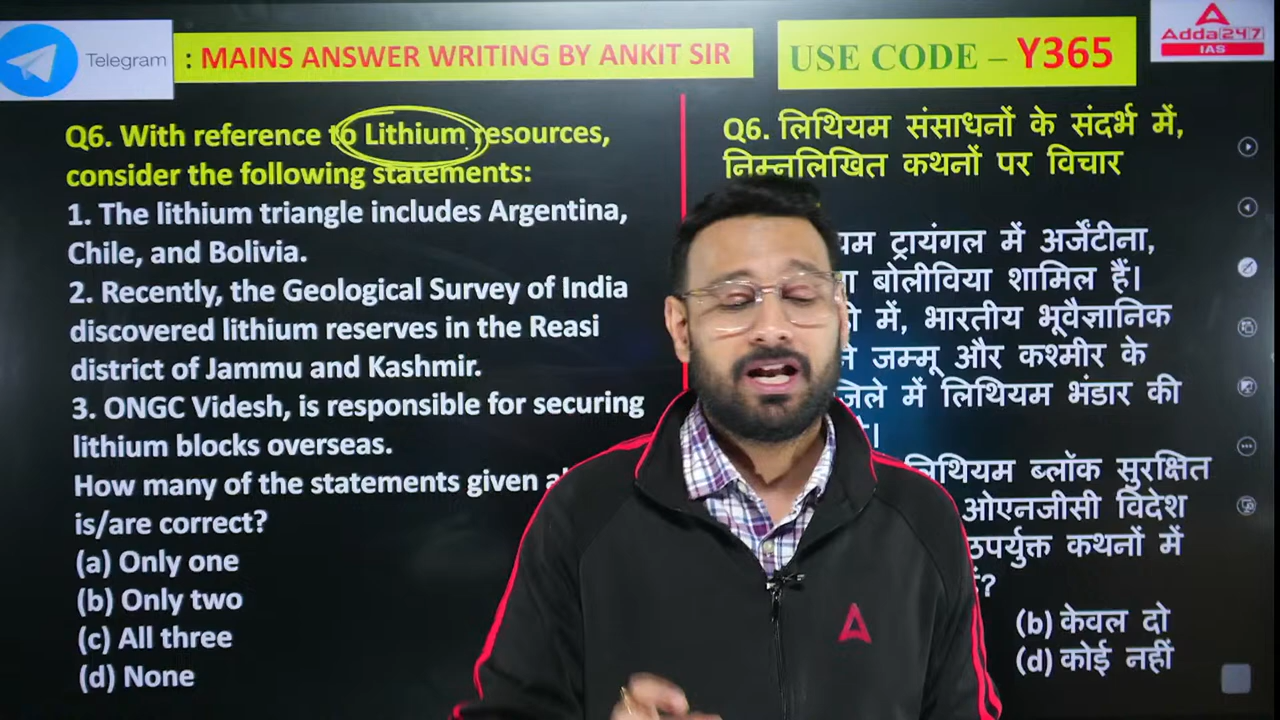 Telegram
: MAINS ANSWER WRITING BY ANKIT SIR
USE CODE – Y365
Adda247
IAS
Q6. With reference to Lithium resources,
consider the following statements:
1. The lithium triangle includes Argentina,
Chile, and Bolivia.
2. Recently, the Geological Survey of India
discovered lithium reserves in the Reasi
district of Jammu and Kashmir.
3. ONGC Videsh, is responsible for securing
lithium blocks overseas.
How many of the statements given
is/are correct?
(a) Only one
(b) Only two
(c) All three
(d) None
Q6. लिथियम संसाधनों के संदर्भ में,
निम्नलिखित कथनों पर विचार
ट्रायंगल में अर्जेंटीना,
बोलीविया शामिल हैं।
में, भारतीय भूवैज्ञानिक
जम्मू और कश्मीर के
में लिथियम भंडार की
ब्लॉक सुरक्षित
ओएनजीसी विदेश
कथनों में
(b) केवल दो
(d) कोई नहीं